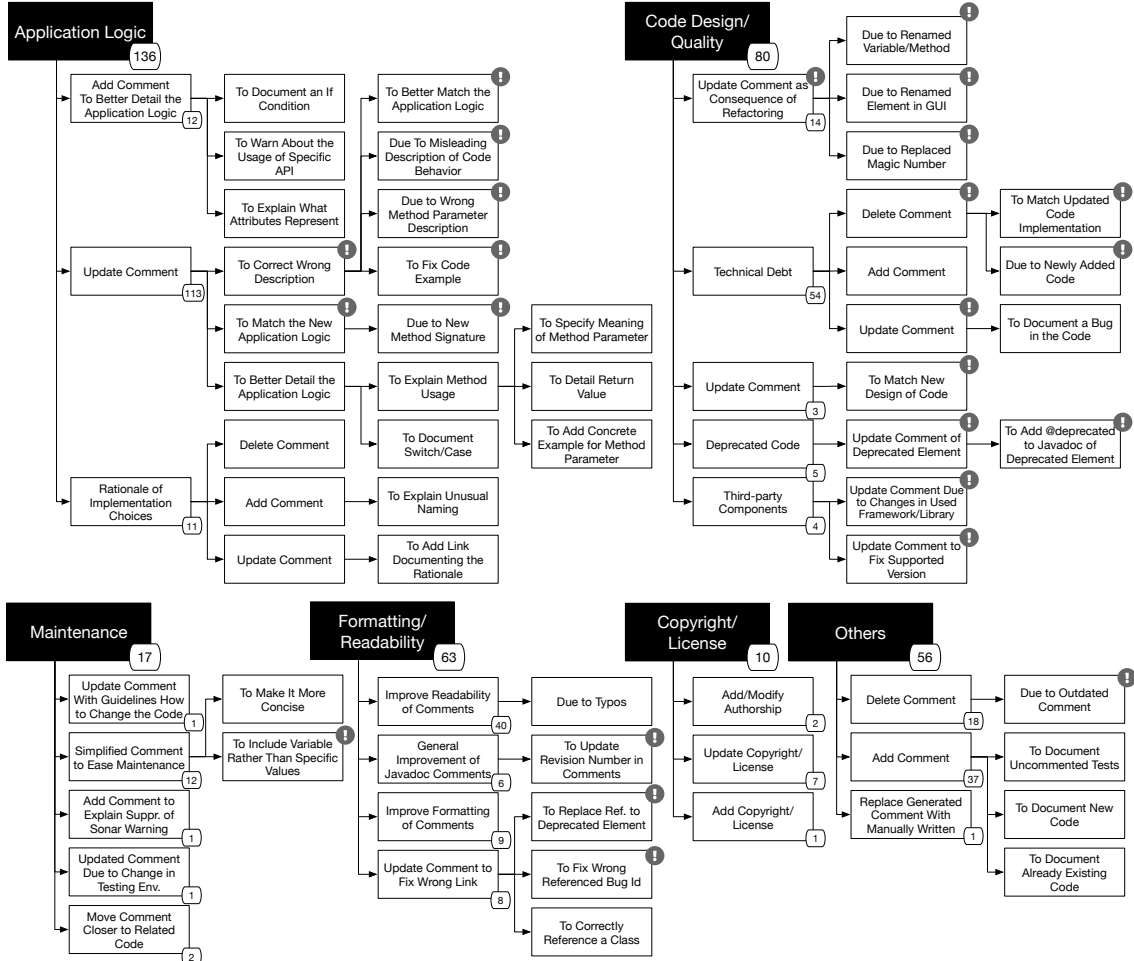 Application Logic
136
Add Comment
To Better Detail the
Application Logic
12
To Document an If
Condition
To Warn About the
Usage of Specific
API
To Explain What
Attributes Represent
Update Comment
113
To Correct Wrong
Description
!
To Better Match the
Application Logic
!
Due To Misleading
Description of Code
Behavior
!
Due to Wrong
Method Parameter
Description
!
To Fix Code
Example
!
To Match the New
Application Logic
!
Due to New
Method Signature
!
To Better Detail the
Application Logic
To Explain Method
Usage
To Specify Meaning
of Method Parameter
To Detail Return
Value
To Add Concrete
Example for Method
Parameter
To Document
Switch/Case
Rationale of
Implementation
Choices
11
Delete Comment
Add Comment
To Explain Unusual
Naming
Update Comment
To Add Link
Documenting the
Rationale
Code Design/
Quality
80
Update Comment as
Consequence of
Refactoring
!
14
Due to Renamed
Variable/Method
!
Due to Renamed
Element in GUI
!
Due to Replaced
Magic Number
!
Technical Debt
54
Delete Comment
!
To Match Updated
Code
Implementation
!
Due to Newly Added
Code
!
Add Comment
Update Comment
!
To Document a Bug
in the Code
Update Comment
3
To Match New
Design of Code
!
Deprecated Code
5
Update Comment of
Deprecated Element
!
To Add @deprecated
to Javadoc of
Deprecated Element
!
Third-party
Components
4
Update Comment Due
to Changes in Used
Framework/Library
!
Update Comment to
Fix Supported
Version
!
Maintenance
17
Update Comment
With Guidelines How
to Change the Code
1
Simplified Comment
to Ease Maintenance
12
To Make It More
Concise
To Include Variable
Rather Than Specific
Values
!
Add Comment to
Explain Suppr. of
Sonar Warning
1
Updated Comment
Due to Change in
Testing Env.
1
Move Comment
Closer to Related
Code
2
Formatting/
Readability
63
Improve Readability
of Comments
40
Due to Typos
General
Improvement of
Javadoc Comments
6
To Update
Revision Number in
Comments
!
Improve Formatting
of Comments
9
Update Comment to
Fix Wrong Link
8
To Replace Ref. to
Deprecated Element
!
To Fix Wrong
Referenced Bug Id
!
To Correctly
Reference a Class
Copyright/
License
10
Add/Modify
Authorship
2
Update Copyright/
License
7
Add Copyright/
License
1
Others
56
Delete Comment
18
Due to Outdated
Comment
!
Add Comment
37
To Document
Uncommented Tests
To Document New
Code
To Document
Already Existing
Code
Replace Generated
Comment With
Manually Written
1